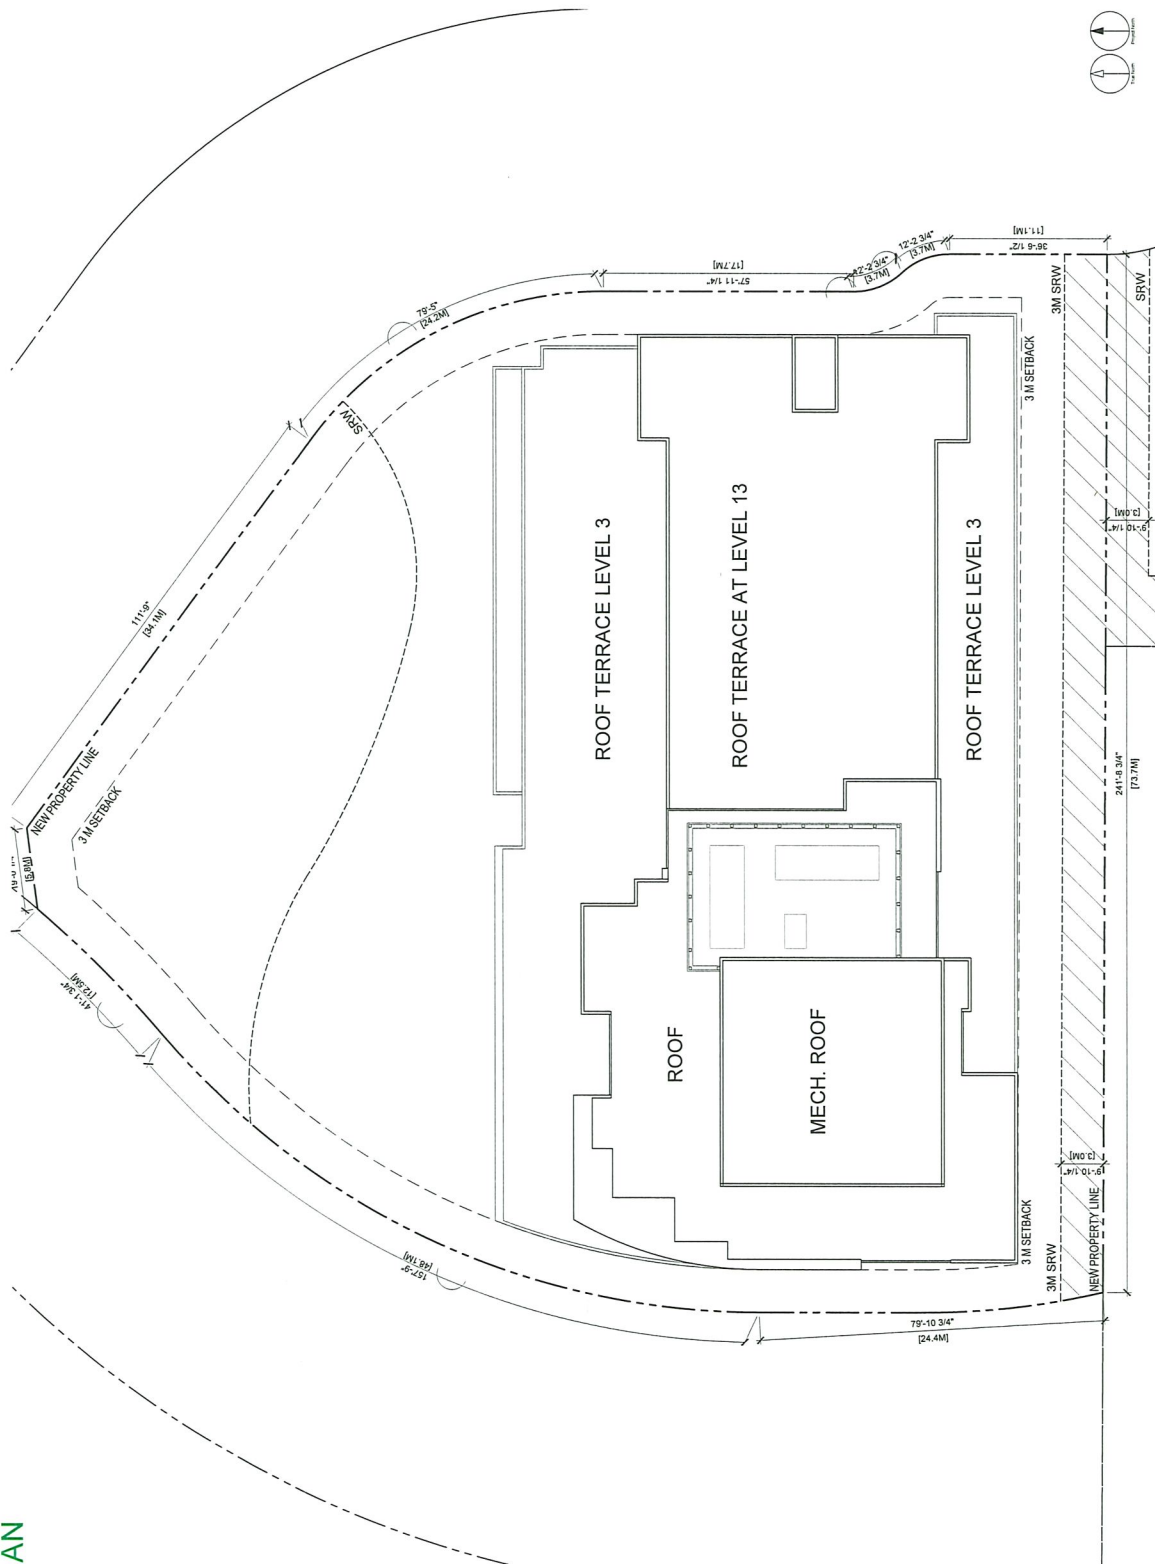 AN
NEW PROPERTY LINE
3 M SETBACK
[5.8M]
111'-9"
[34.1M]
79'-5"
[24.2M]
SRW
57'-11 1/4"
[17.7M]
12'-2 3/4"
[3.7M]
12'-2 3/4"
[3.7M]
36'-6 1/2"
[11.1M]
41'-1 3/4"
[12.5M]
157'-9"
[48.1M]
79'-10 3/4"
[24.4M]
ROOF TERRACE LEVEL 3
ROOF TERRACE AT LEVEL 13
ROOF TERRACE LEVEL 3
ROOF
MECH. ROOF
3 M SETBACK
3 M SETBACK
3M SRW
3M SRW
SRW
NEW PROPERTY LINE
9'-10 1/4"
[3.0M]
9'-10 1/4"
[3.0M]
241'-8 3/4"
[73.7M]